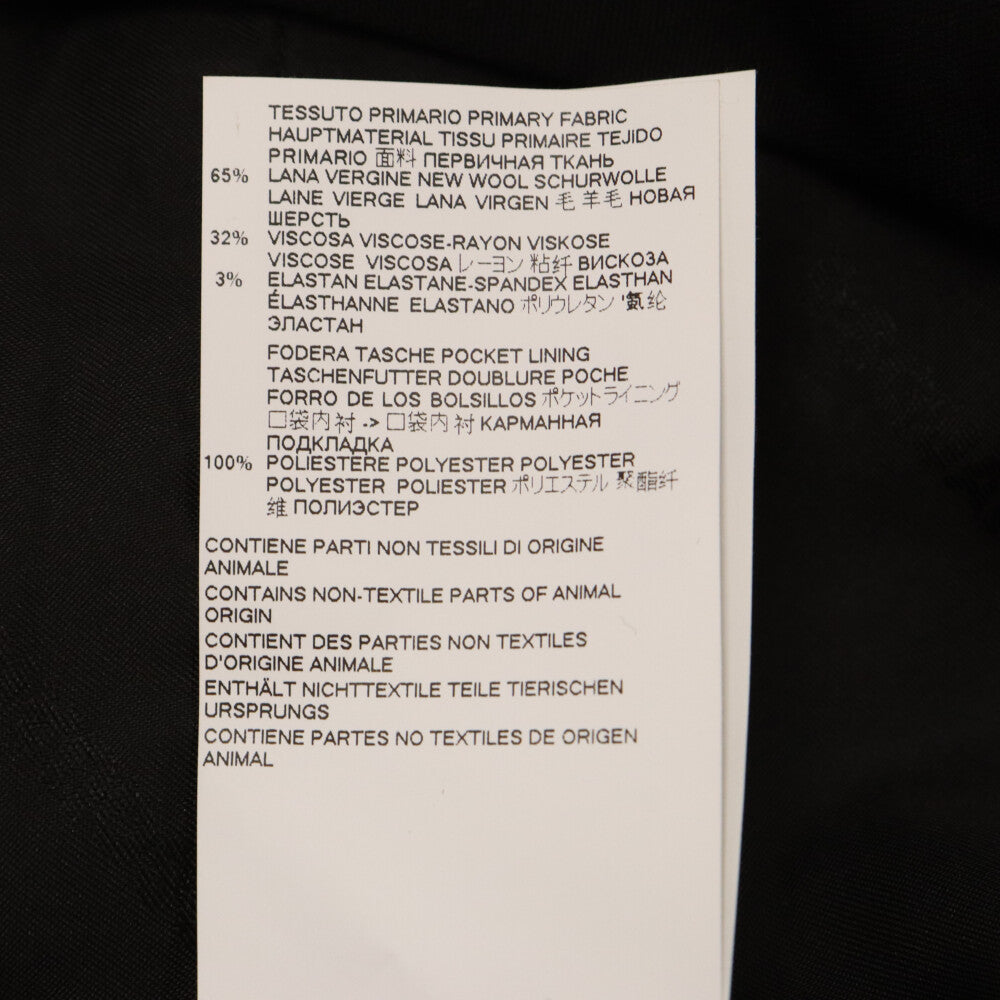 TESSUTO PRIMARIO PRIMARY FABRIC
HAUPTMATERIAL TISSU PRIMAIRE TEJIDO
PRIMARIO 面料 ПЕРВИЧНАЯ ТКАНЬ
65% LANA VERGINE NEW WOOL SCHURWOLLE
LAINE VIERGE LANA VIRGEN 毛 羊毛 НОВАЯ
ШЕРСТЬ
32% VISCOSA VISCOSE-RAYON VISKOSE
VISCOSE VISCOSA レーヨン 粘纤 ВИСКОЗА
3% ELASTAN ELASTANE-SPANDEX ELASTHAN
ÉLASTHANNE ELASTANO ポリウレタン '氨纶
ЭЛАСТАН
FODERA TASCHE POCKET LINING
TASCHENFUTTER DOUBLURE POCHE
FORRO DE LOS BOLSILLOS ポケットライニング
口袋内衬 -> 口袋内衬 КАРМАННАЯ
ПОДКЛАДКА
100% POLIESTERE POLYESTER POLYESTER
POLYESTER POLIESTER ポリエステル 聚酯纤
维 ПОЛИЭСТЕР
CONTIENE PARTI NON TESSILI DI ORIGINE
ANIMALE
CONTAINS NON-TEXTILE PARTS OF ANIMAL
ORIGIN
CONTIENT DES PARTIES NON TEXTILES
D'ORIGINE ANIMALE
ENTHÄLT NICHTTEXTILE TEILE TIERISCHEN
URSPRUNGS
CONTIENE PARTES NO TEXTILES DE ORIGEN
ANIMAL